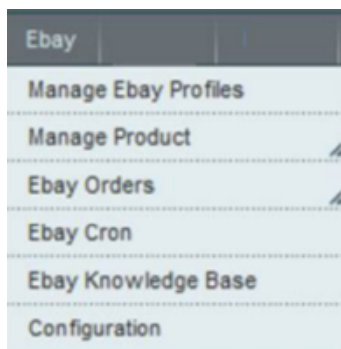 Ebay
Manage Ebay Profiles
Manage Product
Ebay Orders
Ebay Cron
Ebay Knowledge Base
Configuration